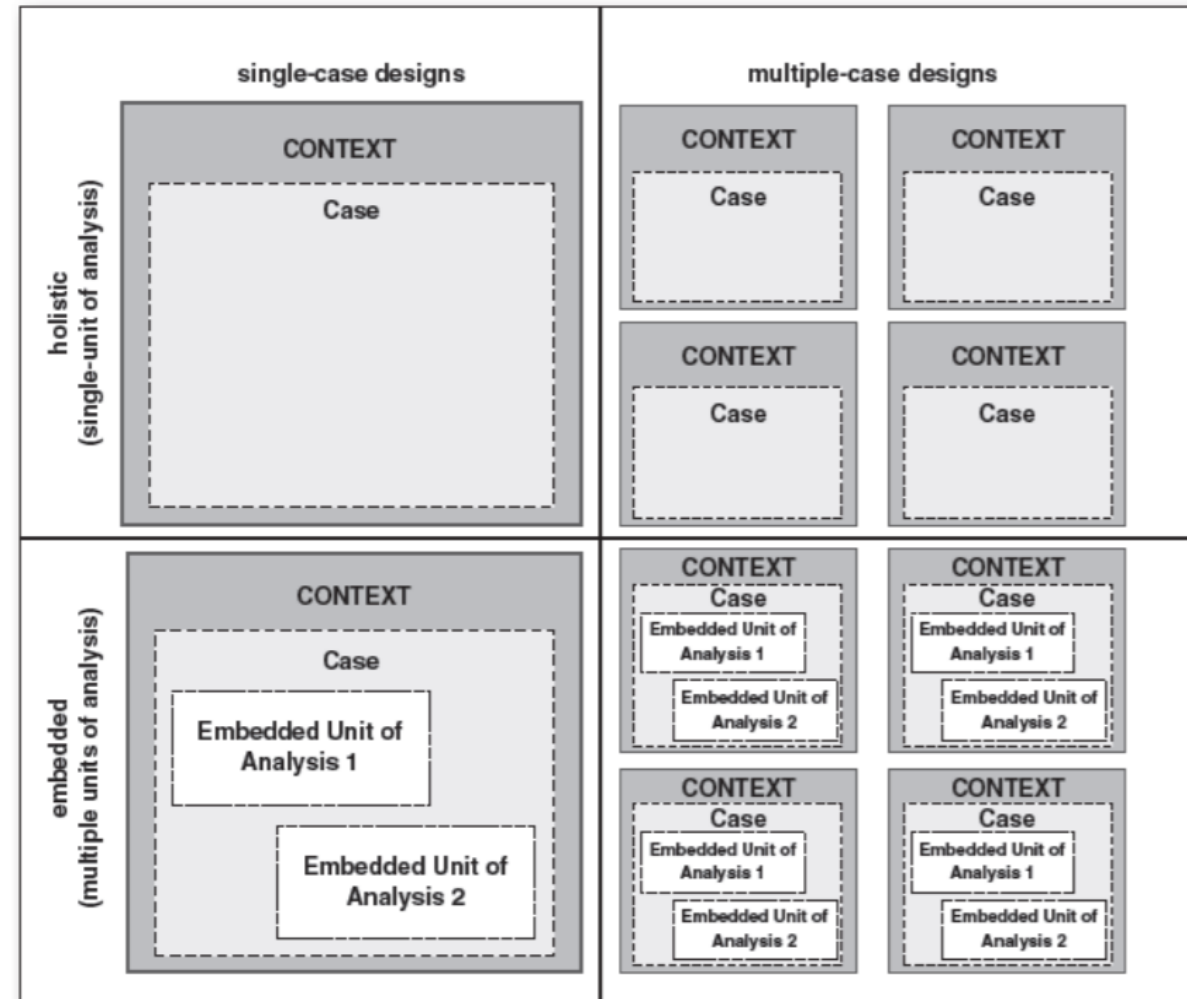 single-case designs
multiple-case designs
holistic
(single-unit of analysis)
CONTEXT
Case
CONTEXT
Case
CONTEXT
Case
CONTEXT
Case
CONTEXT
Case
embedded
(multiple units of analysis)
CONTEXT
Case
Embedded Unit of
Analysis 1
Embedded Unit of
Analysis 2
CONTEXT
Case
Embedded Unit of
Analysis 1
Embedded Unit of
Analysis 2
CONTEXT
Case
Embedded Unit of
Analysis 1
Embedded Unit of
Analysis 2
CONTEXT
Case
Embedded Unit of
Analysis 1
Embedded Unit of
Analysis 2
CONTEXT
Case
Embedded Unit of
Analysis 1
Embedded Unit of
Analysis 2